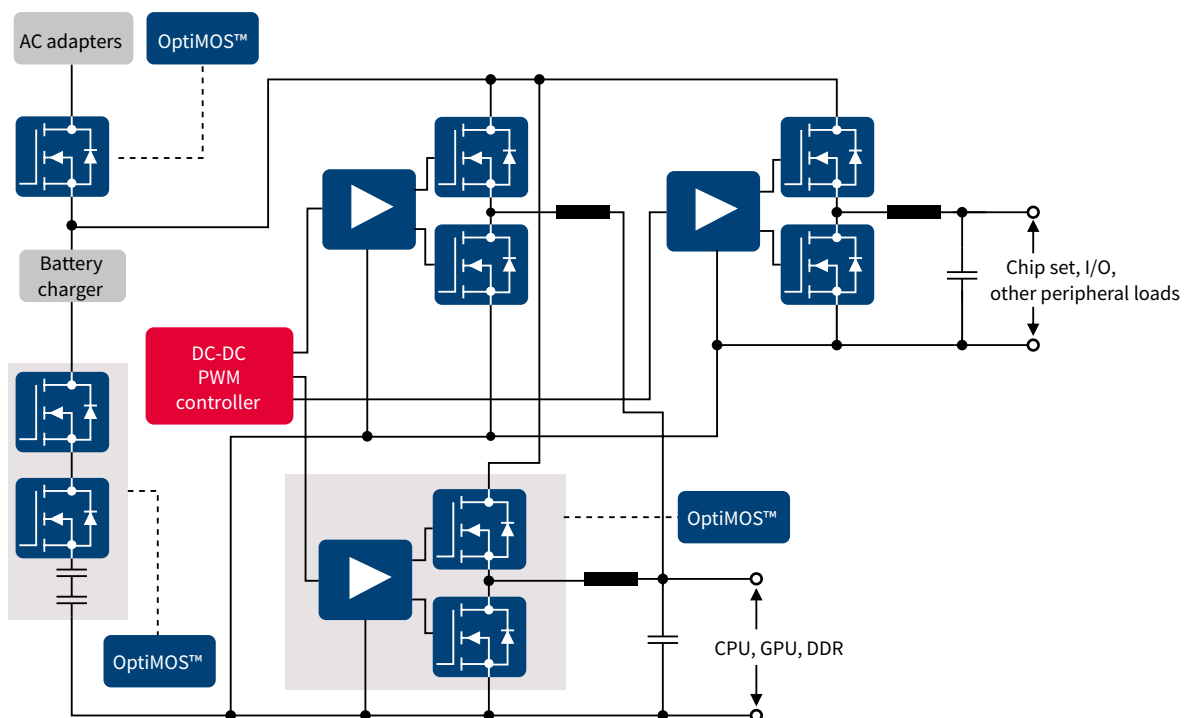 AC adapters
OptiMOS™
Battery
charger
DC-DC
PWM
controller
Chip set, I/O,
other peripheral loads
OptiMOS™
CPU, GPU, DDR
OptiMOS™